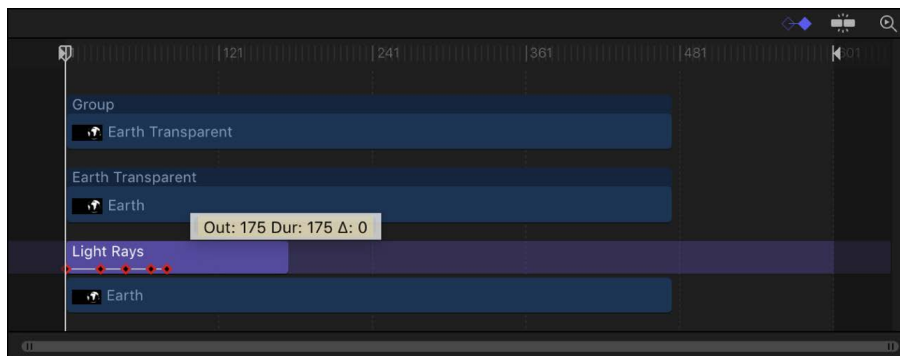 121 241 361 481 601
Group
Earth Transparent
Earth Transparent
Earth
Out: 175 Dur: 175 Δ: 0
Light Rays
Earth